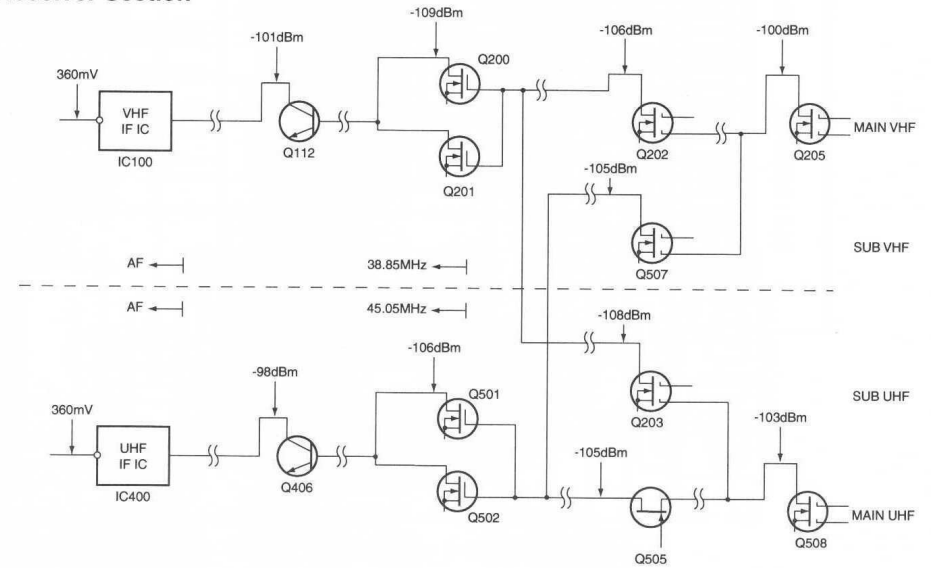 -101dBm
-109dBm
Q200
-106dBm
-100dBm
360mV
VHF
IF IC
IC100
Q112
Q201
Q202
Q205
MAIN VHF
-105dBm
Q507
SUB VHF
AF
38.85MHz
AF
45.05MHz
-108dBm
-106dBm
-98dBm
Q501
Q203
SUB UHF
360mV
-103dBm
UHF
IF IC
IC400
Q406
Q502
-105dBm
Q505
Q508
MAIN UHF